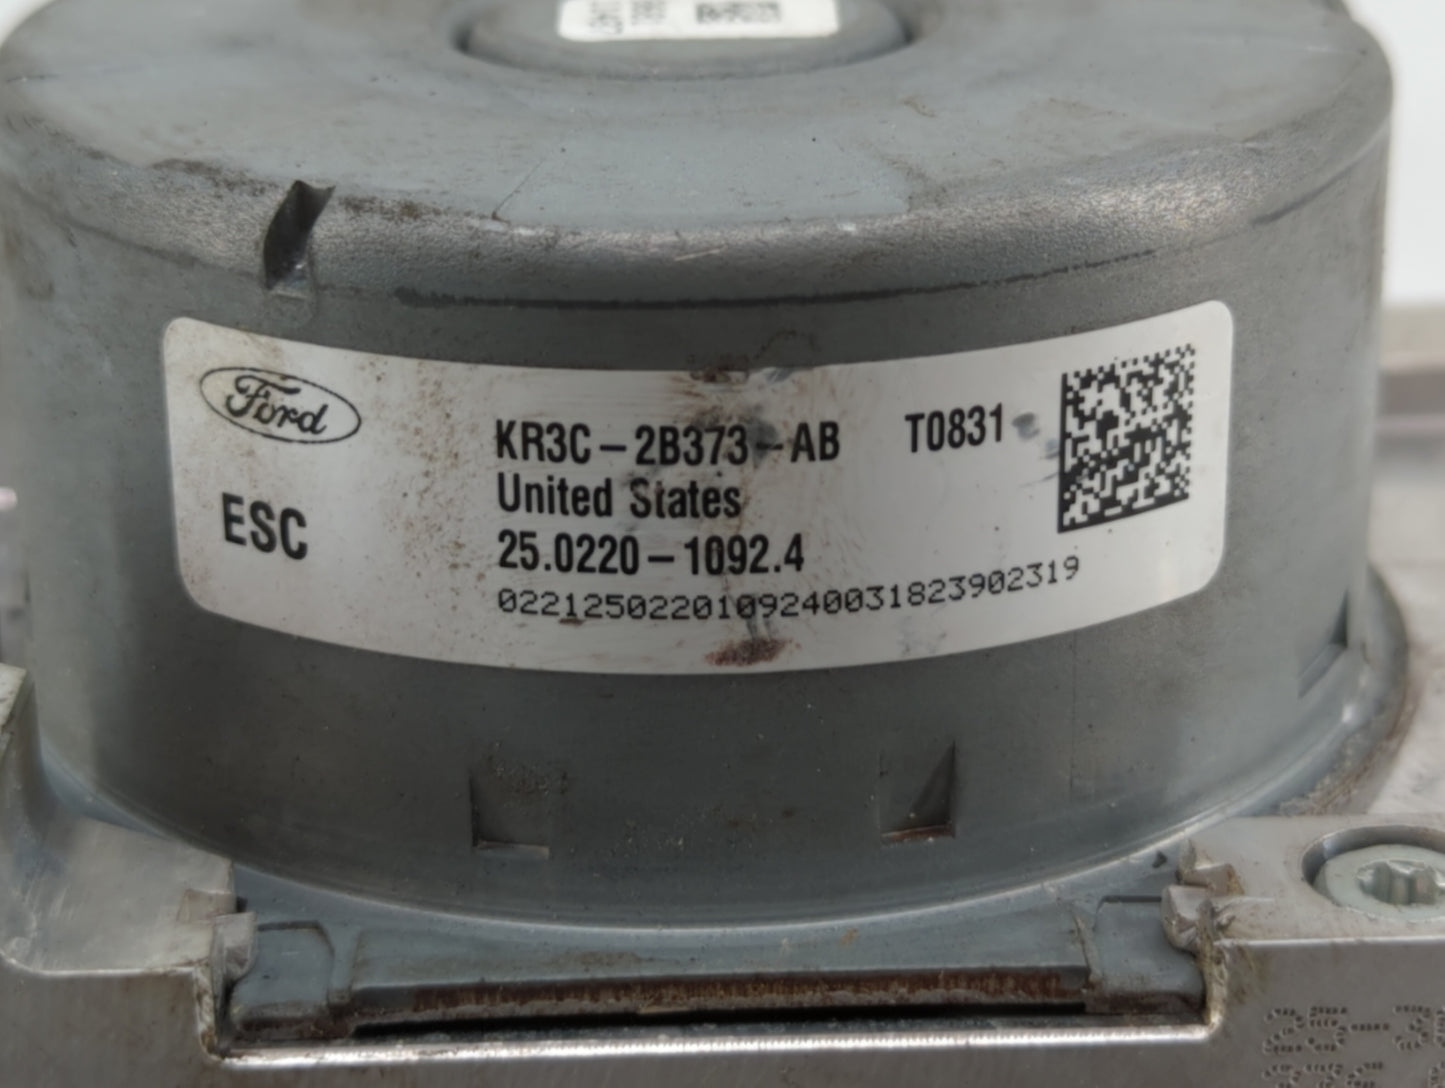 Ford
KR3C-2B373-AB T0831
United States
ESC
25.0220-1092.4
0221250220109240031823902319